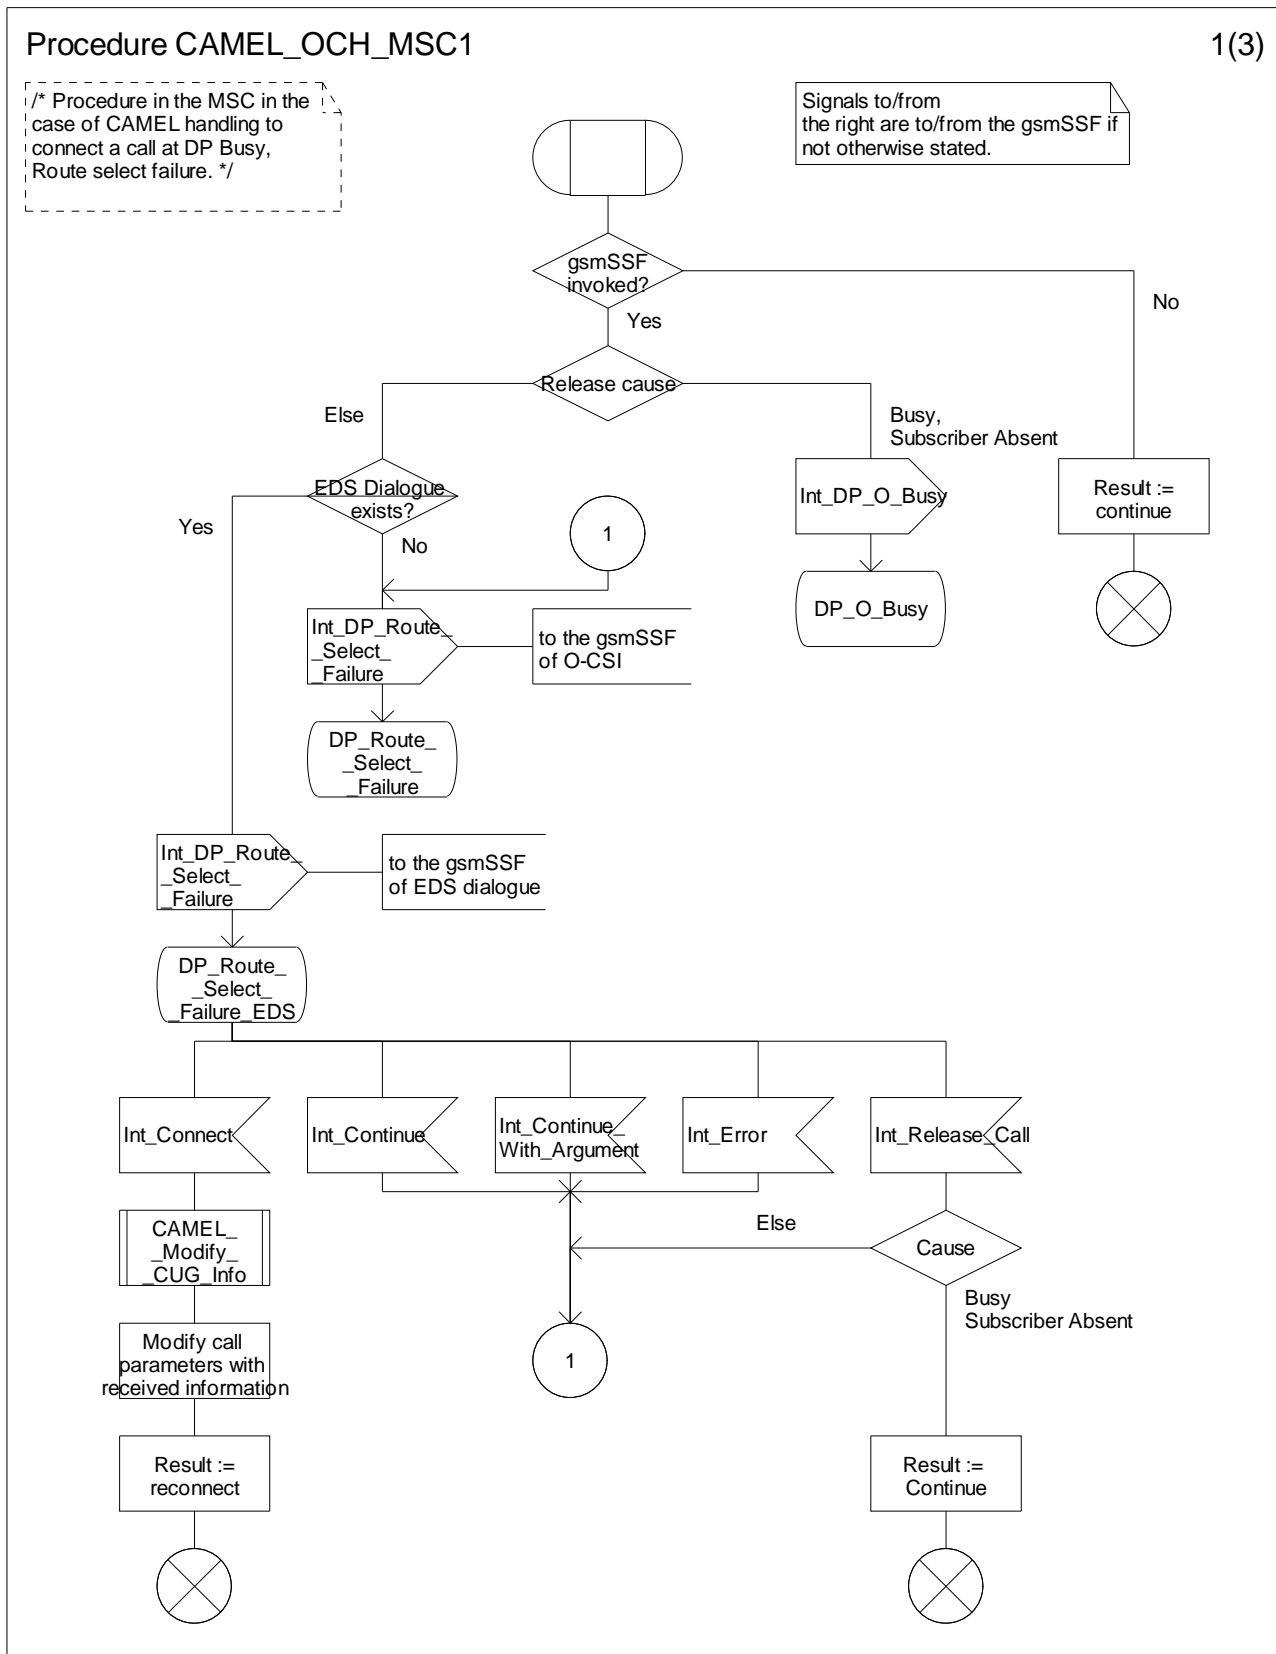 Procedure CAMEL_OCH_MSC1
1(3)
/* Procedure in the MSC in the
case of CAMEL handling to
connect a call at DP Busy,
Route select failure. */
Signals to/from
the right are to/from the gsmSSF if
not otherwise stated.
gsmSSF
invoked?
No
Yes
Release cause
Else
Busy,
Subscriber Absent
EDS Dialogue
exists?
Int_DP_O_Busy
Result :=
continue
Yes
No
1
DP_O_Busy
Int_DP_Route_
_Select_
_Failure
to the gsmSSF
of O-CSI
DP_Route_
_Select_
_Failure
Int_DP_Route_
_Select_
_Failure
to the gsmSSF
of EDS dialogue
DP_Route_
_Select_
_Failure_EDS
Int_Connect
Int_Continue
Int_Continue_
With_Argument
Int_Error
Int_Release_Call
CAMEL_
_Modify_
_CUG_Info
Else
Cause
Busy
Subscriber Absent
Modify call
parameters with
received information
1
Result :=
reconnect
Result :=
Continue